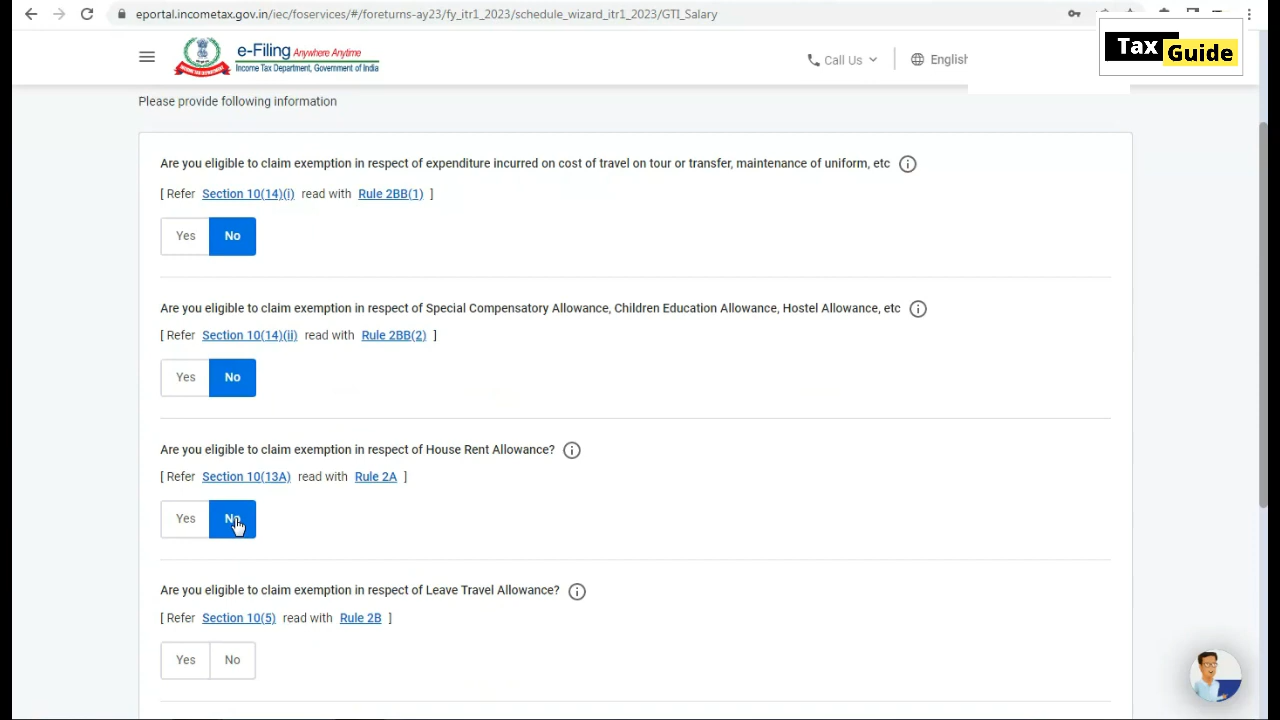 eportal.incometax.gov.in/iec/foservices/#/foreturns-ay23/fy_itr1_2023/schedule_wizard_itr1_2023/GTI_Salary
Tax
Guide
e-Filing Anywhere Anytime
Income Tax Department, Government of India
Call Us
English
Please provide following information
Are you eligible to claim exemption in respect of expenditure incurred on cost of travel on tour or transfer, maintenance of uniform, etc
[ Refer Section 10(14)(i) read with Rule 2BB(1) ]
Yes No
Are you eligible to claim exemption in respect of Special Compensatory Allowance, Children Education Allowance, Hostel Allowance, etc
[ Refer Section 10(14)(ii) read with Rule 2BB(2) ]
Yes No
Are you eligible to claim exemption in respect of House Rent Allowance?
[ Refer Section 10(13A) read with Rule 2A ]
Yes No
Are you eligible to claim exemption in respect of Leave Travel Allowance?
[ Refer Section 10(5) read with Rule 2B ]
Yes No